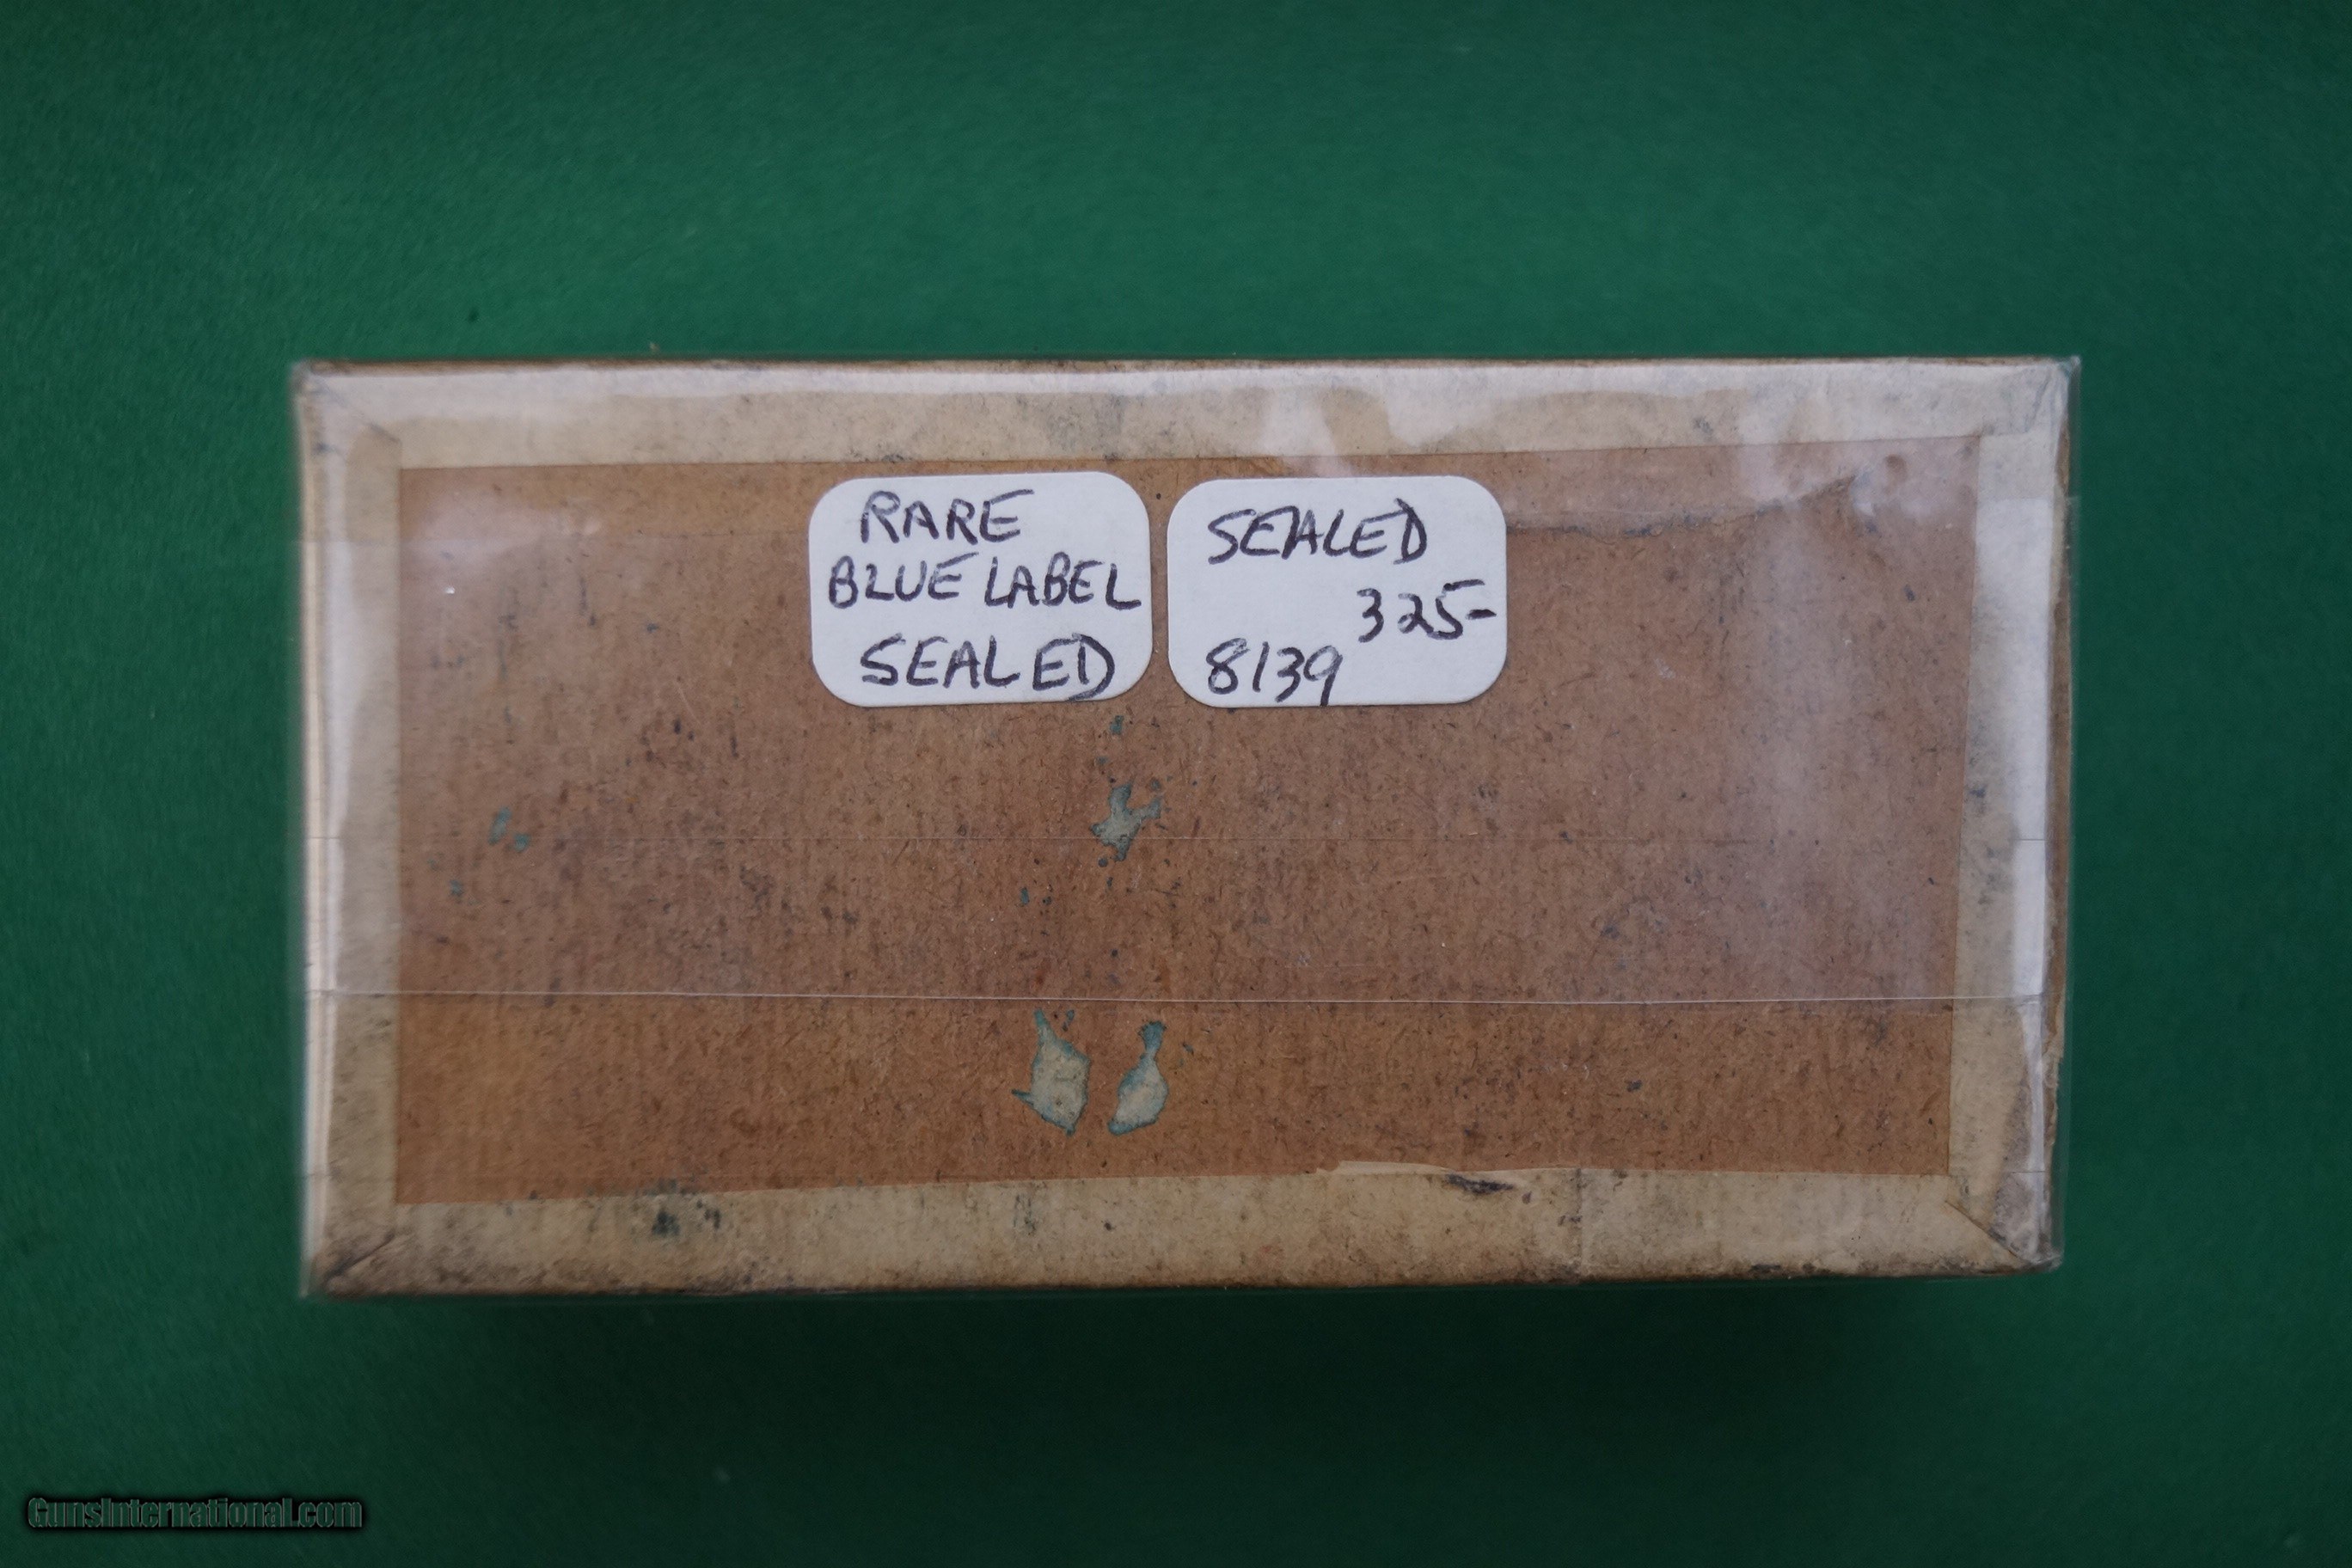 RARE
BLUE LABEL
SEALED
SEALED
325-
8139
GunsInternational.com